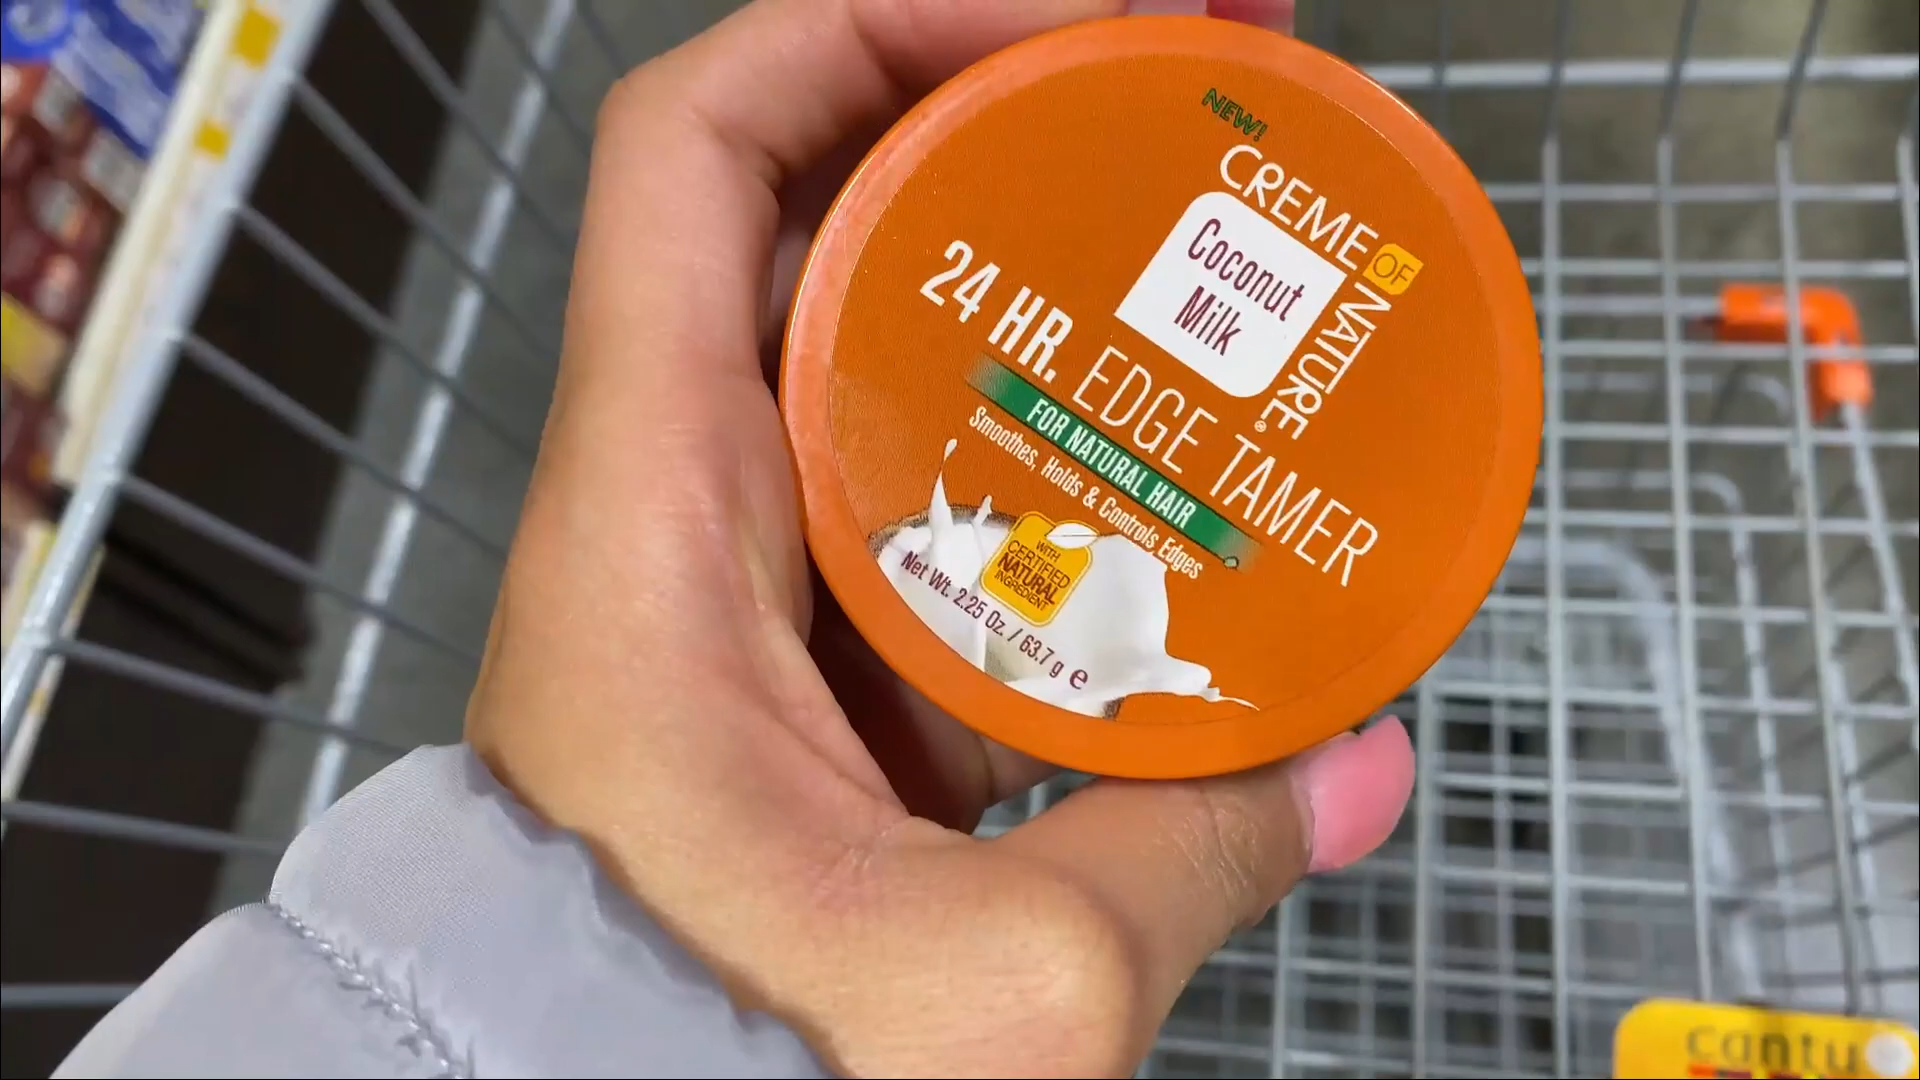 NEW!
CREME OF NATURE®
Coconut
Milk
24 HR. EDGE TAMER
FOR NATURAL HAIR
Smoothes, Holds & Controls Edges
WITH
CERTIFIED
NATURAL
INGREDIENT
Net Wt. 2.25 Oz. / 63.7 g e
cantu